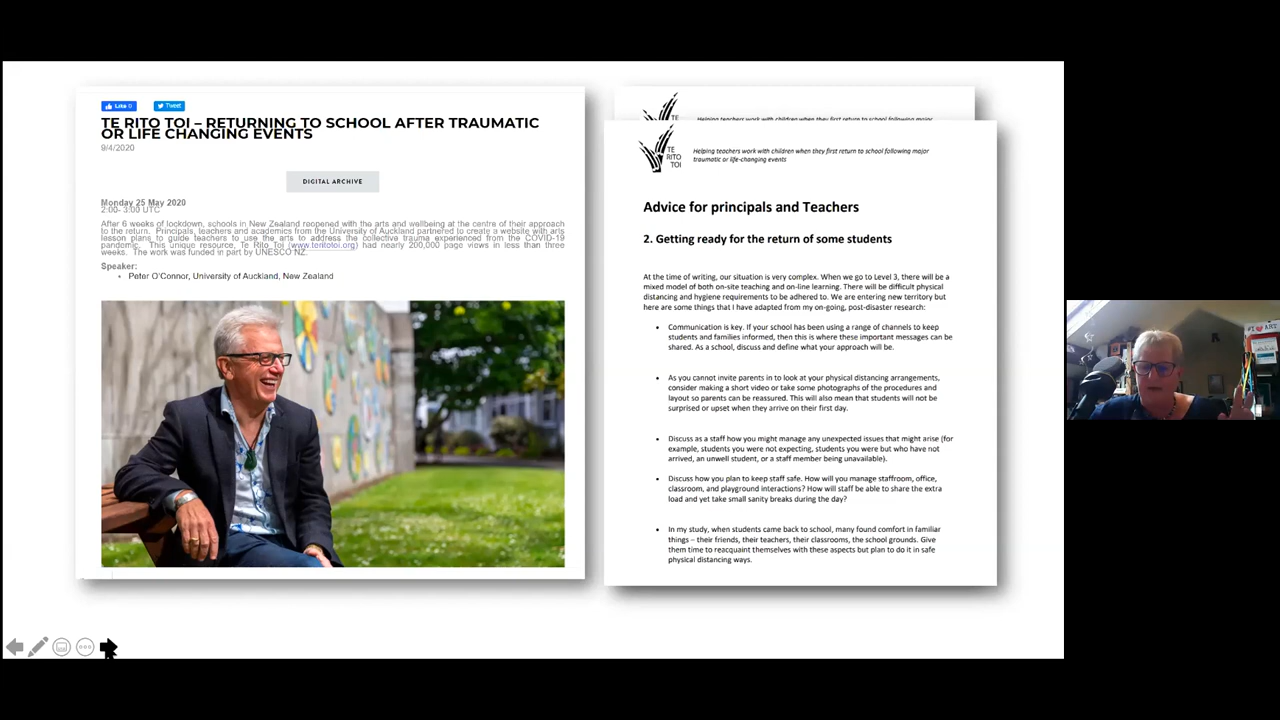 Like 0
Tweet
TE RITO TOI – RETURNING TO SCHOOL AFTER TRAUMATIC
OR LIFE CHANGING EVENTS
9/4/2020
DIGITAL ARCHIVE
Monday 25 May 2020
2:00- 3:00 UTC
After 6 weeks of lockdown, schools in New Zealand reopened with the arts and wellbeing at the centre of their approach
to the return. Principals, teachers and academics from the University of Auckland partnered to create a website with arts
lesson plans to guide teachers to use the arts to address the collective trauma experienced from the COVID-19
pandemic. This unique resource, Te Rito Toi (www.teritotoi.org) had nearly 200,000 page views in less than three
weeks. The work was funded in part by UNESCO NZ.
Speaker:
Peter O'Connor, University of Auckland, New Zealand
TE
Helping teachers work with children when they first return to school following major
TE
RITO
TOI
Helping teachers work with children when they first return to school following major
traumatic or life-changing events
Advice for principals and Teachers
2. Getting ready for the return of some students
At the time of writing, our situation is very complex. When we go to Level 3, there will be a
mixed model of both on-site teaching and on-line learning. There will be difficult physical
distancing and hygiene requirements to be adhered to. We are entering new territory but
here are some things that I have adapted from my on-going, post-disaster research:
• Communication is key. If your school has been using a range of channels to keep
students and families informed, then this is where these important messages can be
shared. As a school, discuss and define what your approach will be.
• As you cannot invite parents in to look at your physical distancing arrangements,
consider making a short video or take some photographs of the procedures and
layout so parents can be reassured. This will also mean that students will not be
surprised or upset when they arrive on their first day.
• Discuss as a staff how you might manage any unexpected issues that might arise (for
example, students you were not expecting, students you were but who have not
arrived, an unwell student, or a staff member being unavailable).
• Discuss how you plan to keep staff safe. How will you manage staffroom, office,
classroom, and playground interactions? How will staff be able to share the extra
load and yet take small sanity breaks during the day?
• In my study, when students came back to school, many found comfort in familiar
things – their friends, their teachers, their classrooms, the school grounds. Give
them time to reacquaint themselves with these aspects but plan to do it in safe
physical distancing ways.
ART